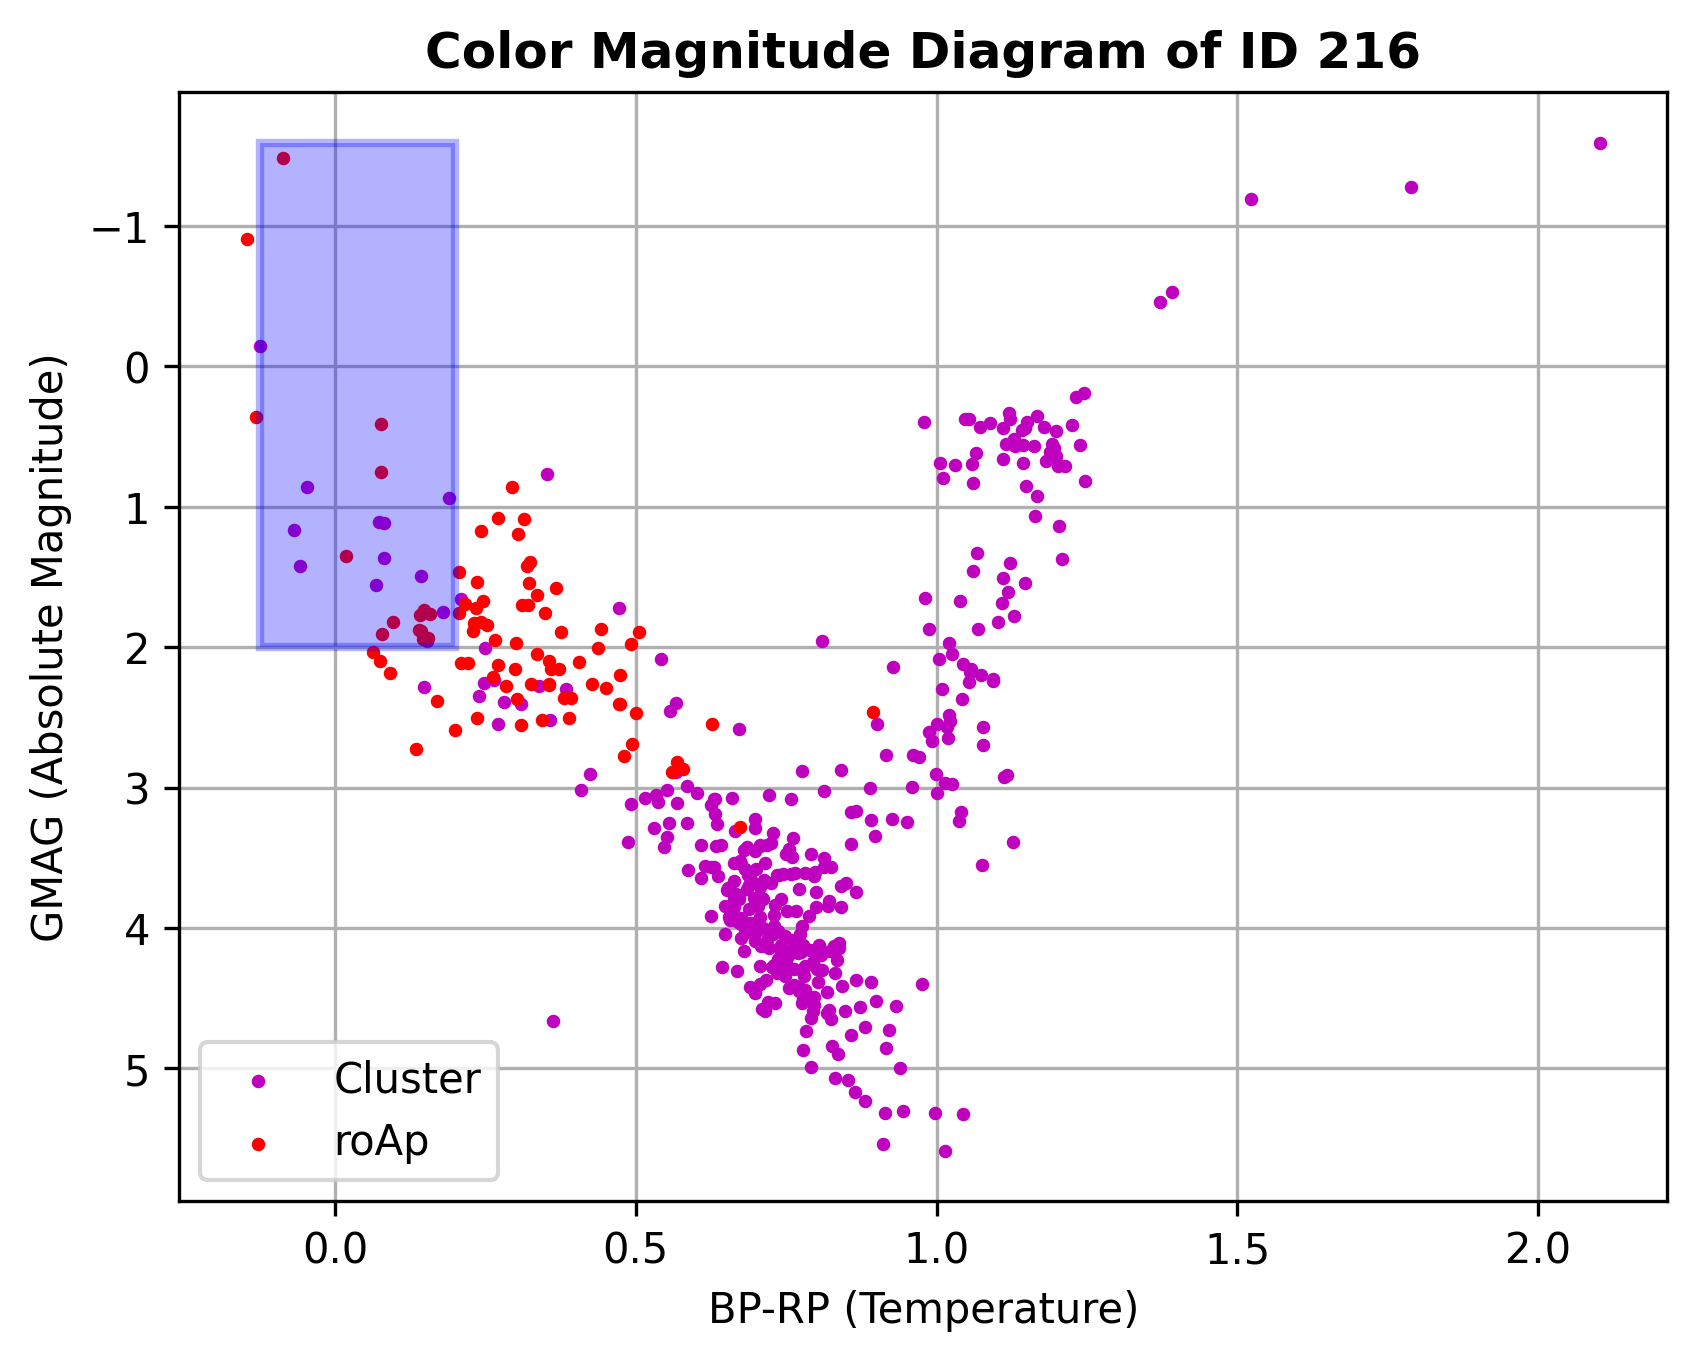 Color Magnitude Diagram of ID 216
−1
0
1
2
3
4
5
GMAG (Absolute Magnitude)
Cluster
roAp
0.0 0.5 1.0 1.5 2.0
BP-RP (Temperature)